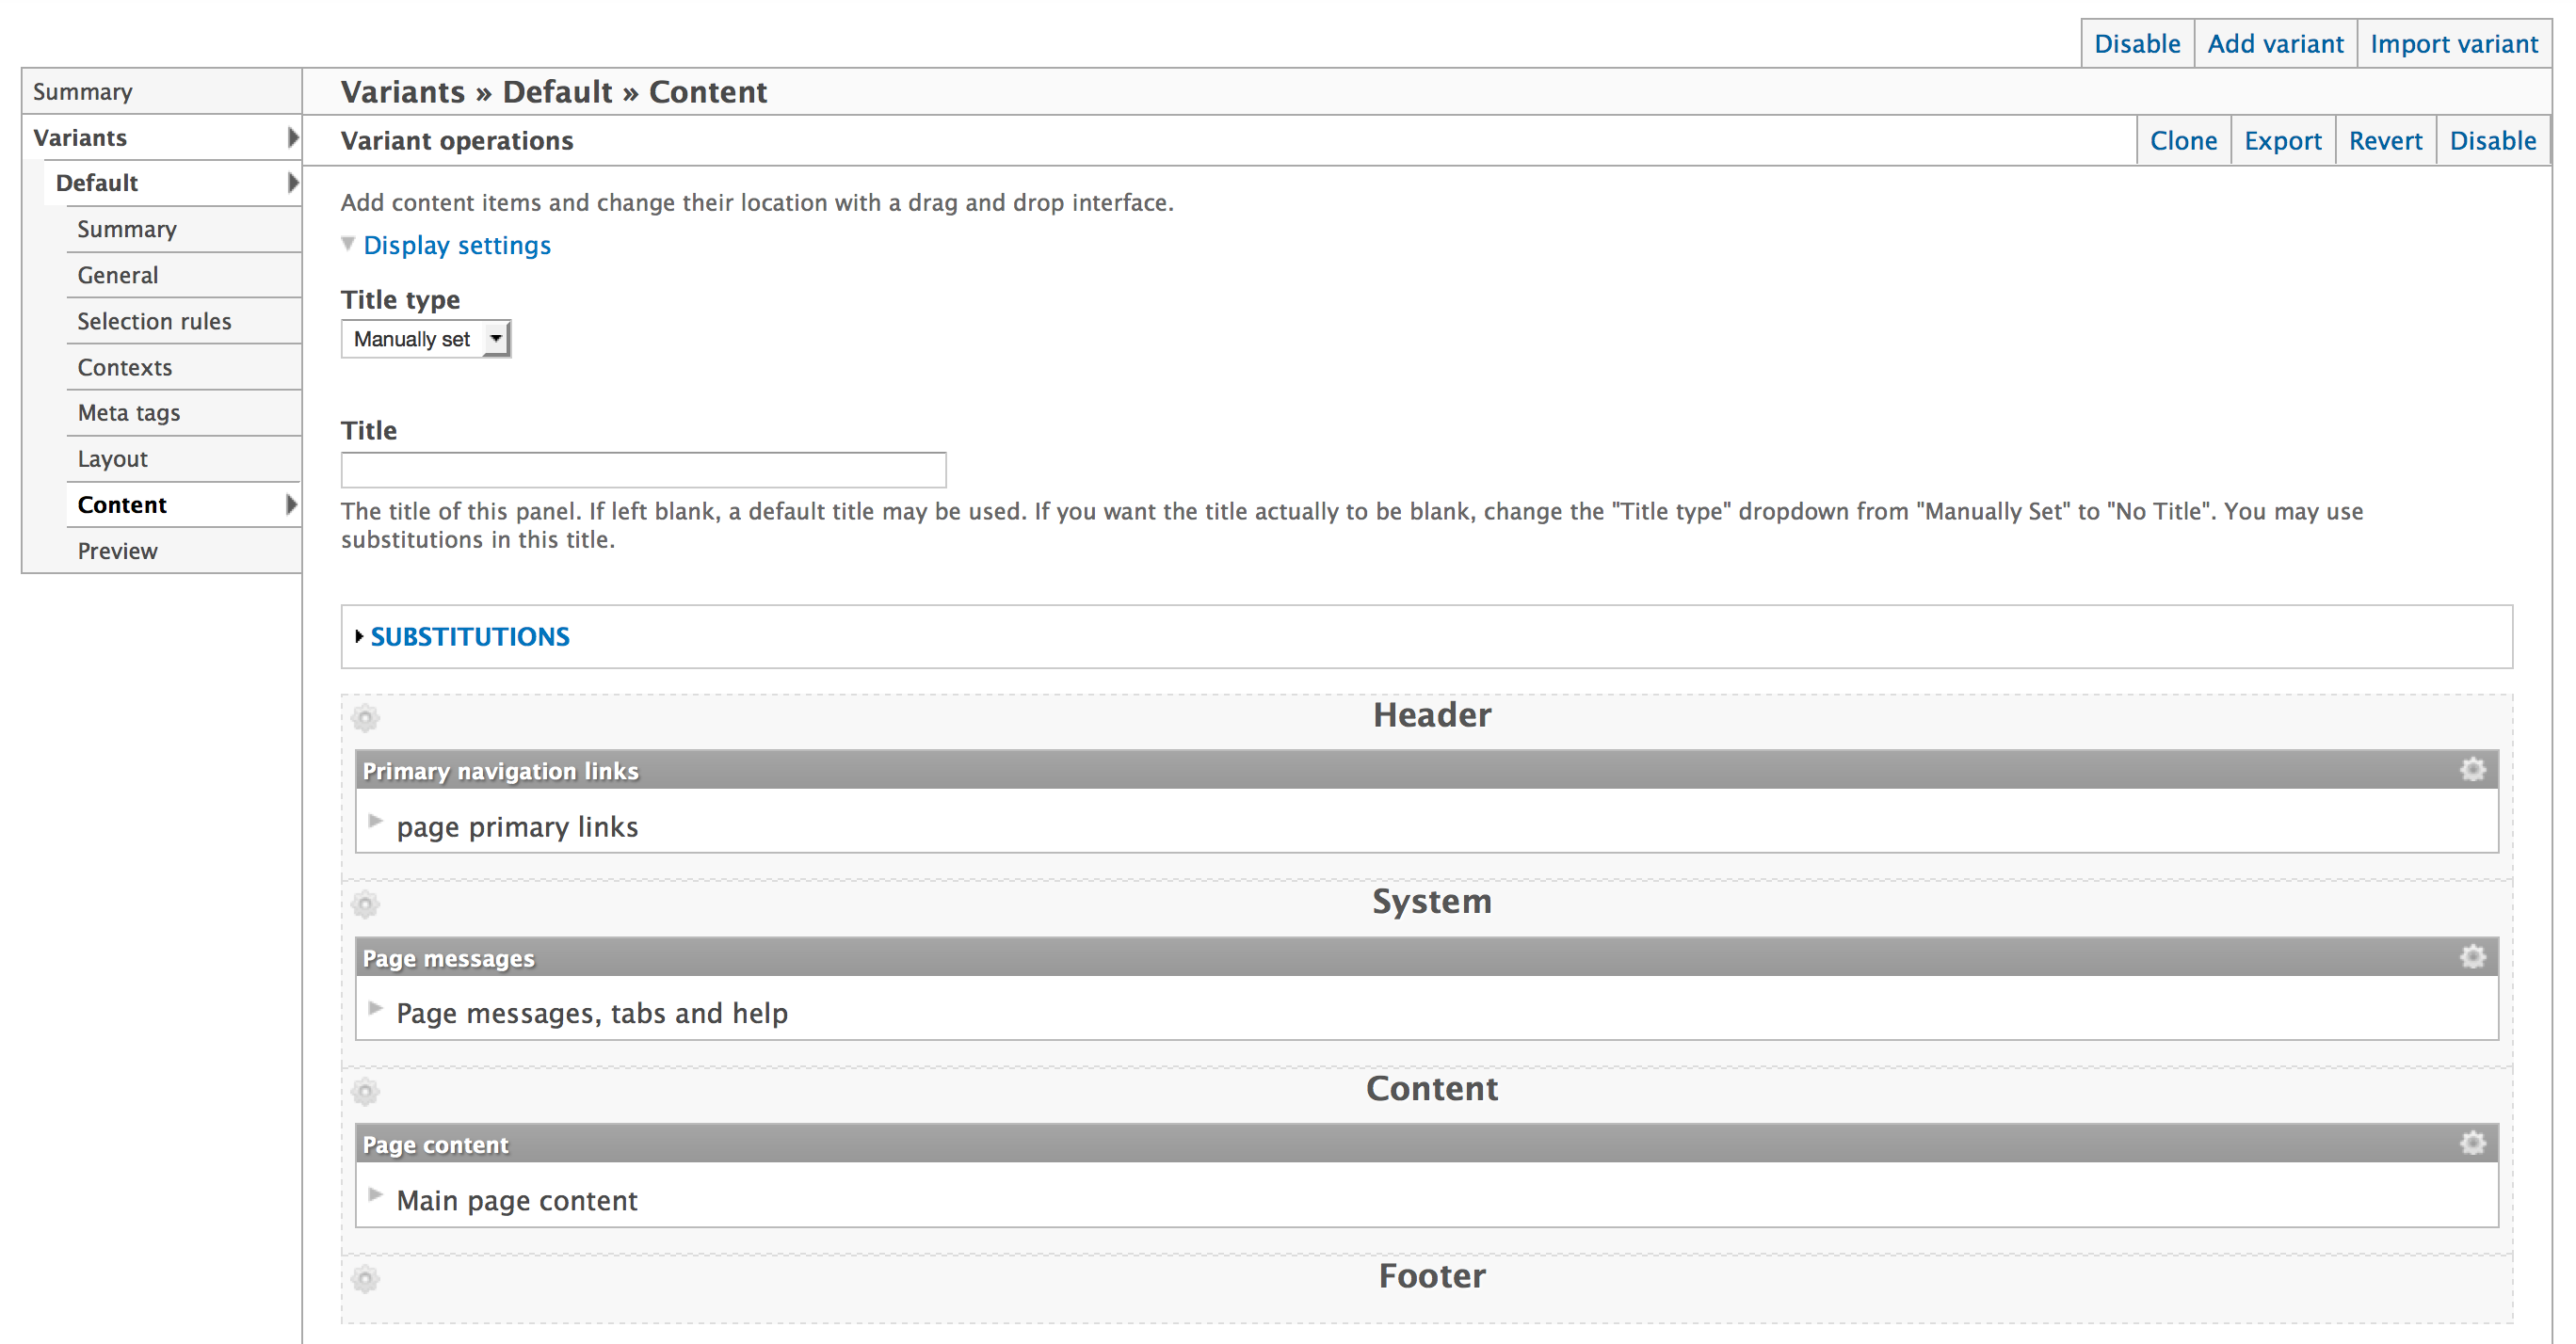 Disable Add variant Import variant
Summary
Variants
Default
Summary
General
Selection rules
Contexts
Meta tags
Layout
Content
Preview
Variants » Default » Content
Variant operations Clone Export Revert Disable
Add content items and change their location with a drag and drop interface.
Display settings
Title type
Manually set
Title
The title of this panel. If left blank, a default title may be used. If you want the title actually to be blank, change the "Title type" dropdown from "Manually Set" to "No Title". You may use
substitutions in this title.
SUBSTITUTIONS
Header
Primary navigation links
page primary links
System
Page messages
Page messages, tabs and help
Content
Page content
Main page content
Footer